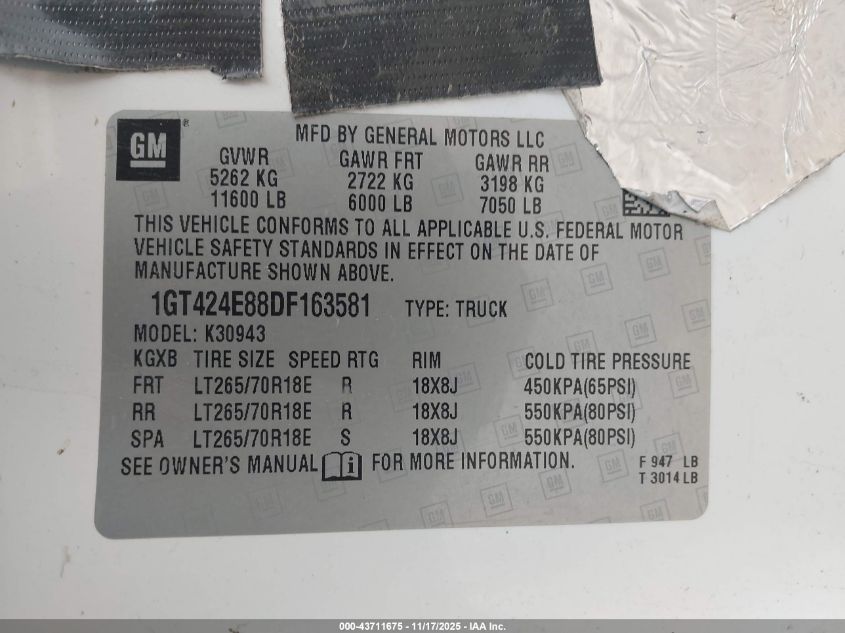 GM
MFD BY GENERAL MOTORS LLC
GVWR GAWR FRT GAWR RR
5262 KG 2722 KG 3198 KG
11600 LB 6000 LB 7050 LB
THIS VEHICLE CONFORMS TO ALL APPLICABLE U.S. FEDERAL MOTOR
VEHICLE SAFETY STANDARDS IN EFFECT ON THE DATE OF
MANUFACTURE SHOWN ABOVE.
1GT424E88DF163581 TYPE: TRUCK
MODEL: K30943
KGXB TIRE SIZE SPEED RTG RIM COLD TIRE PRESSURE
FRT LT265/70R18E R 18X8J 450KPA(65PSI)
RR LT265/70R18E R 18X8J 550KPA(80PSI)
SPA LT265/70R18E S 18X8J 550KPA(80PSI)
SEE OWNER'S MANUAL i FOR MORE INFORMATION.
F 947 LB
T 3014 LB
000-43711675 — 11/17/2025 — IAA Inc.